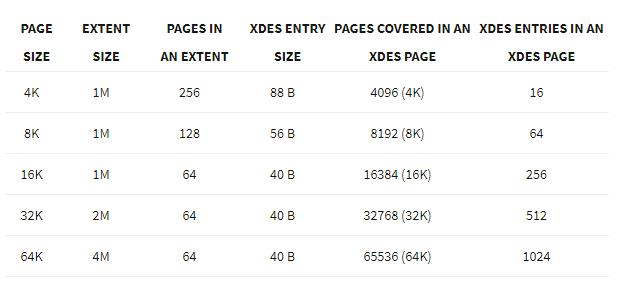 PAGE EXTENT PAGES IN XDES ENTRY PAGES COVERED IN AN XDES ENTRIES IN AN
SIZE SIZE AN EXTENT SIZE XDES PAGE XDES PAGE
4K 1M 256 88 B 4096 (4K) 16
8K 1M 128 56 B 8192 (8K) 64
16K 1M 64 40 B 16384 (16K) 256
32K 2M 64 40 B 32768 (32K) 512
64K 4M 64 40 B 65536 (64K) 1024